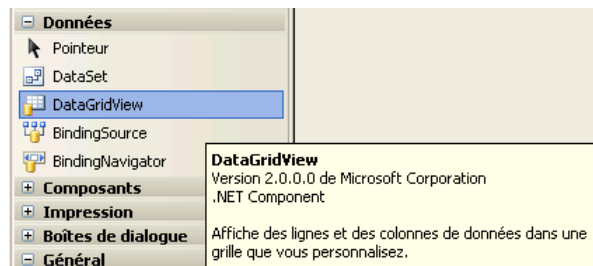 Données
Pointeur
DataSet
DataGridView
BindingSource
BindingNavigator
Composants
Impression
Boîtes de dialogue
Général
DataGridView
Version 2.0.0.0 de Microsoft Corporation
.NET Component
Affiche des lignes et des colonnes de données dans une
grille que vous personnalisez.